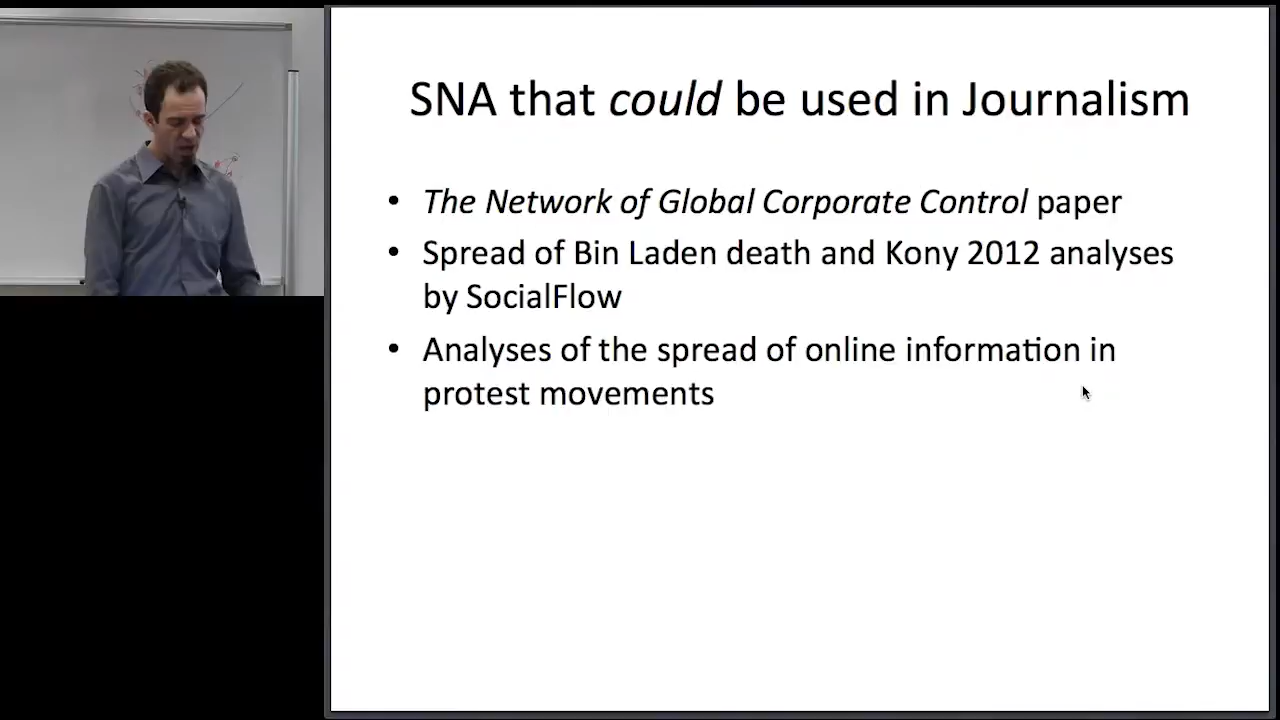 SNA that could be used in Journalism
• The Network of Global Corporate Control paper
• Spread of Bin Laden death and Kony 2012 analyses
by SocialFlow
• Analyses of the spread of online information in
protest movements